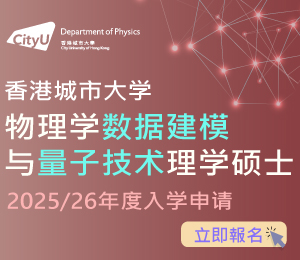 CityU
Department of Physics
香港城市大學
City University of Hong Kong
香港城市大学
物理学数据建模
与量子技术理学硕士
2025/26年度入学申请
立即報名